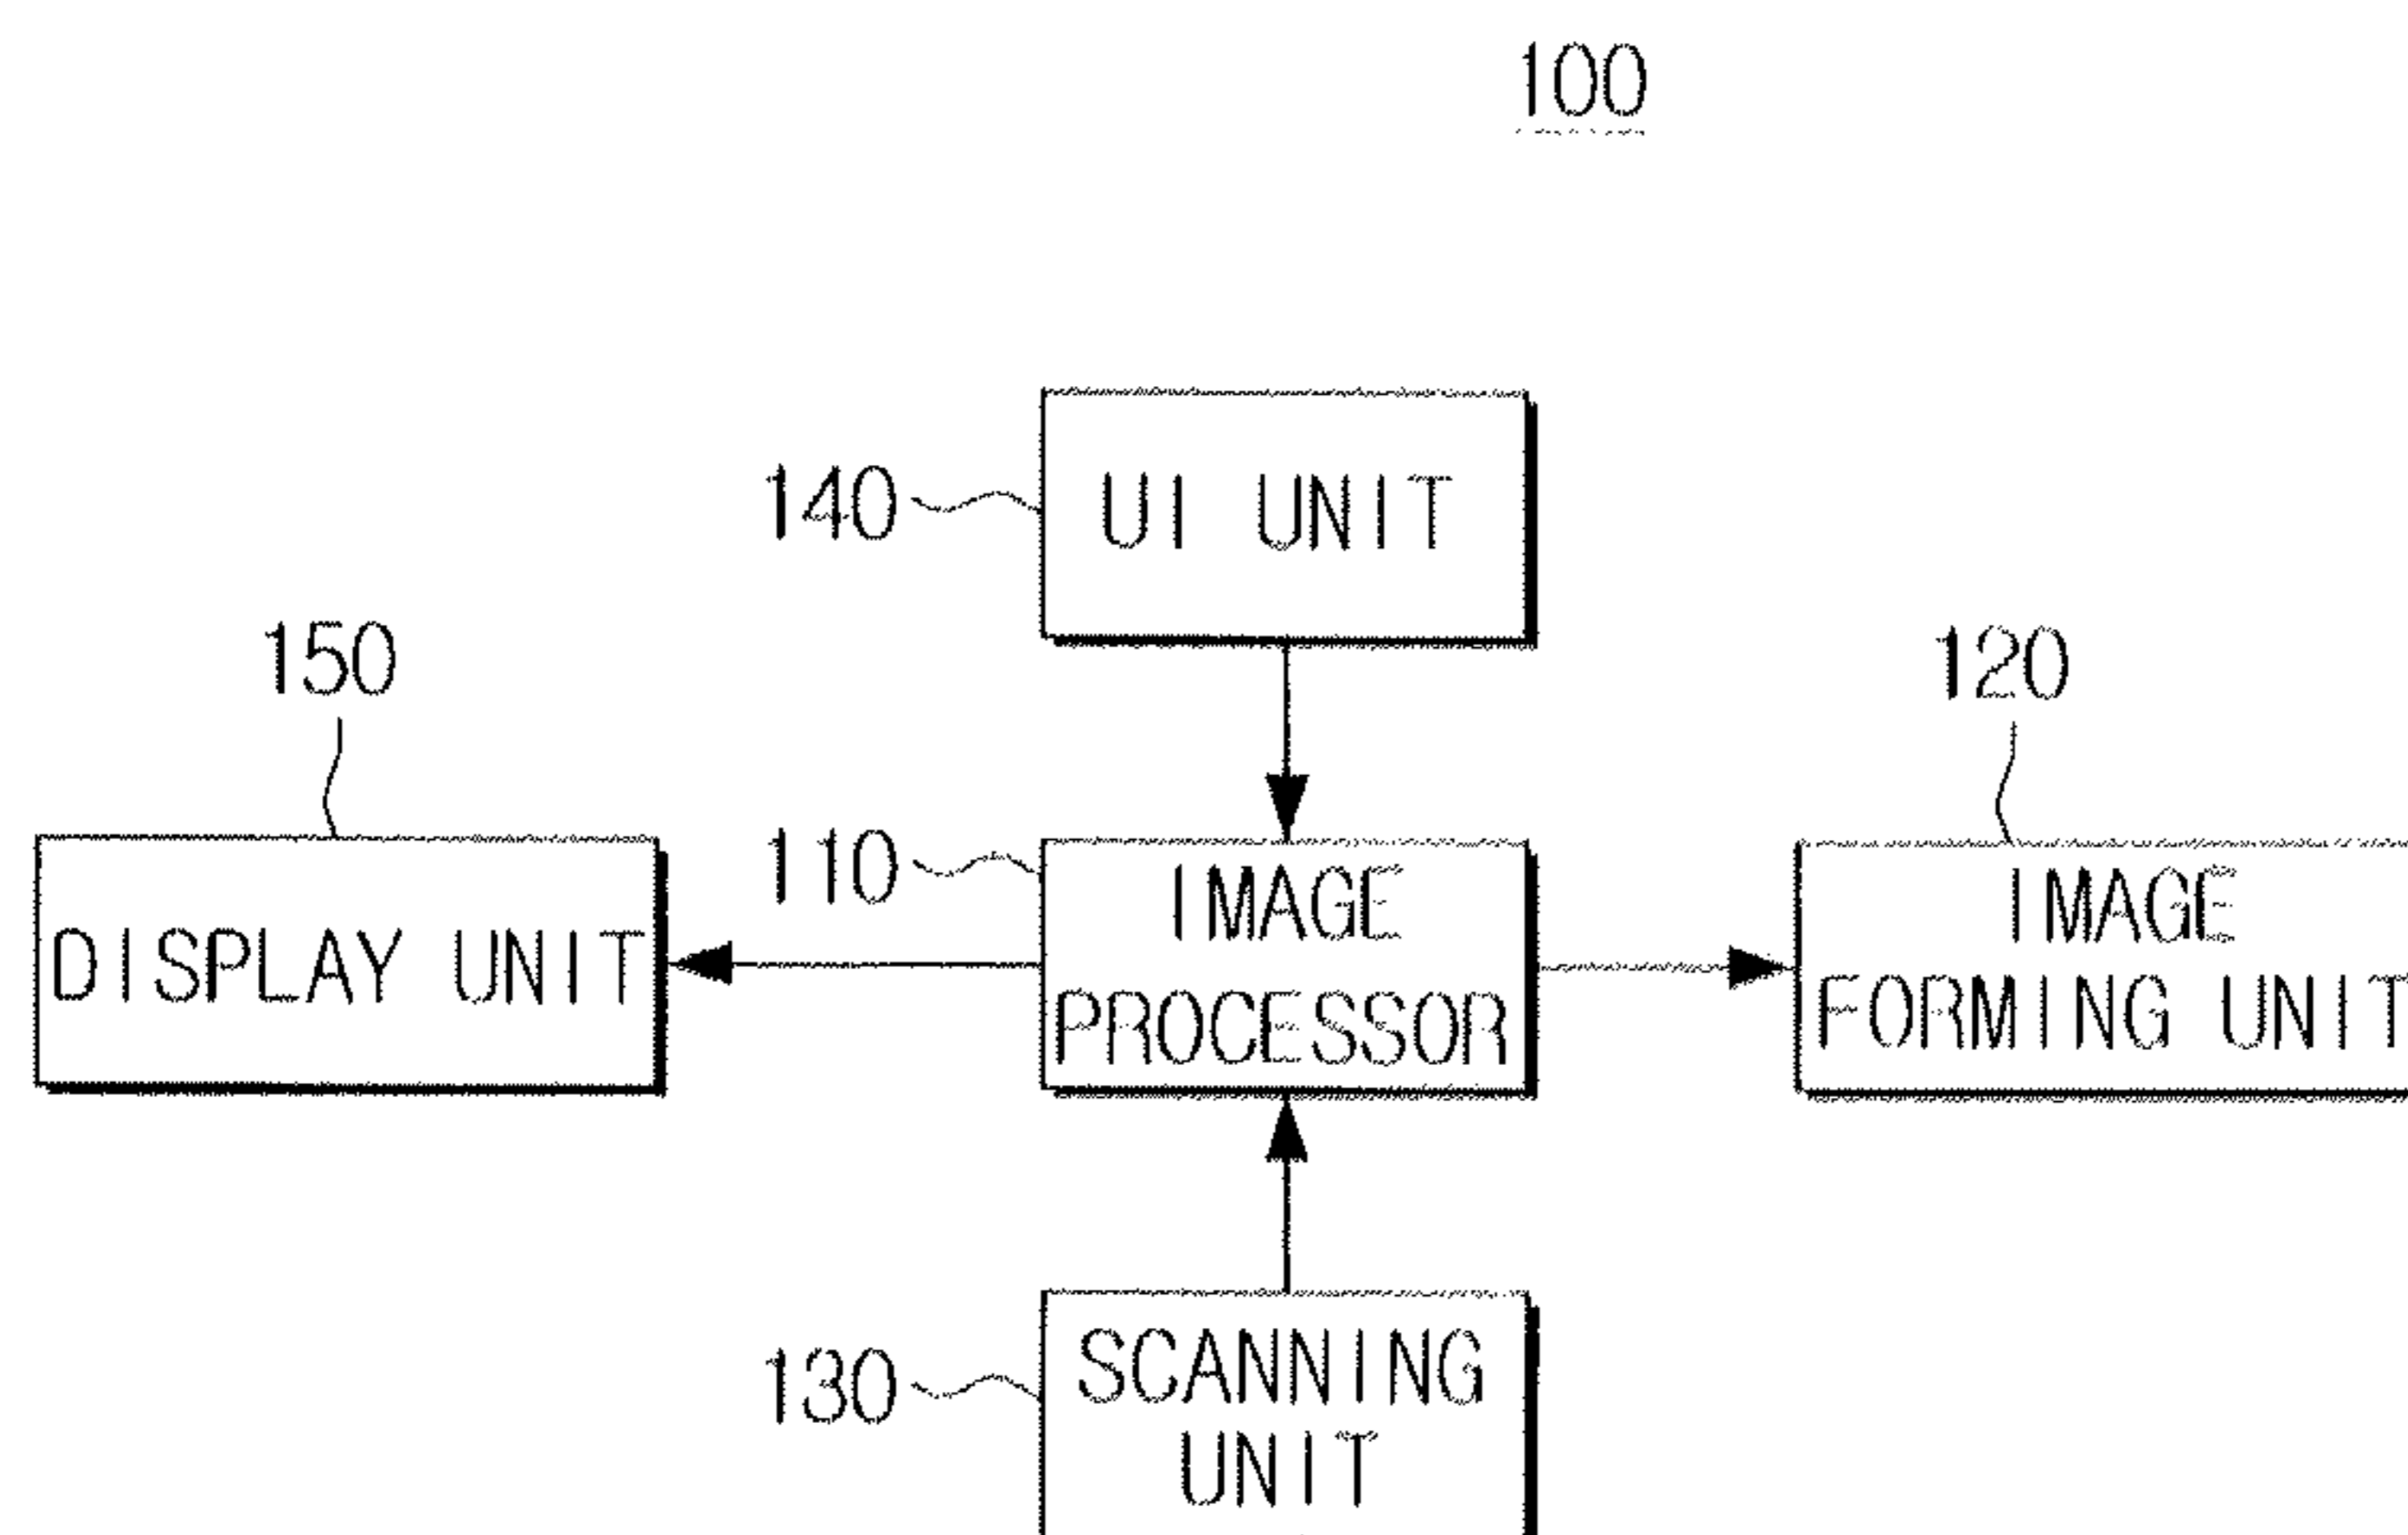 100
140
UI UNIT
150
120
110
IMAGE
PROCESSOR
DISPLAY UNIT
IMAGE
FORMING UNIT
130
SCANNING
UNIT